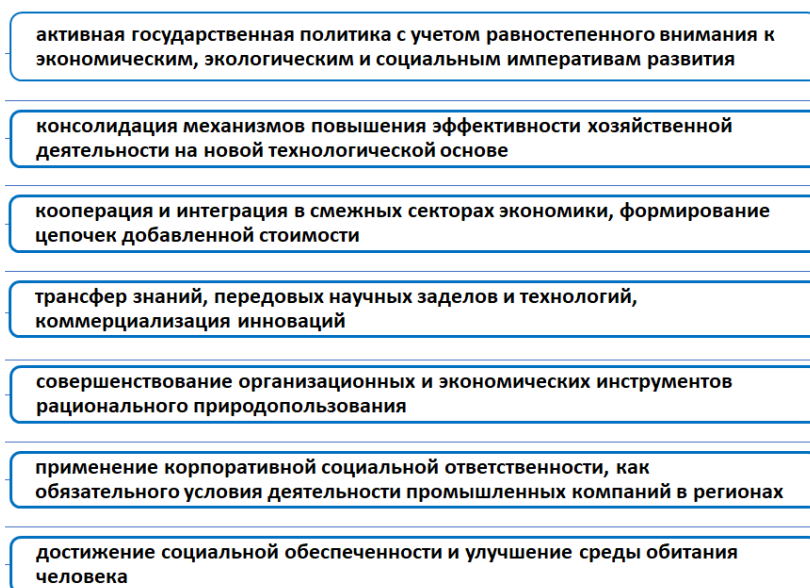 активная государственная политика с учетом равностепенного внимания к
экономическим, экологическим и социальным императивам развития
консолидация механизмов повышения эффективности хозяйственной
деятельности на новой технологической основе
кооперация и интеграция в смежных секторах экономики, формирование
цепочек добавленной стоимости
трансфер знаний, передовых научных заделов и технологий,
коммерциализация инноваций
совершенствование организационных и экономических инструментов
рационального природопользования
применение корпоративной социальной ответственности, как
обязательного условия деятельности промышленных компаний в регионах
достижение социальной обеспеченности и улучшение среды обитания
человека